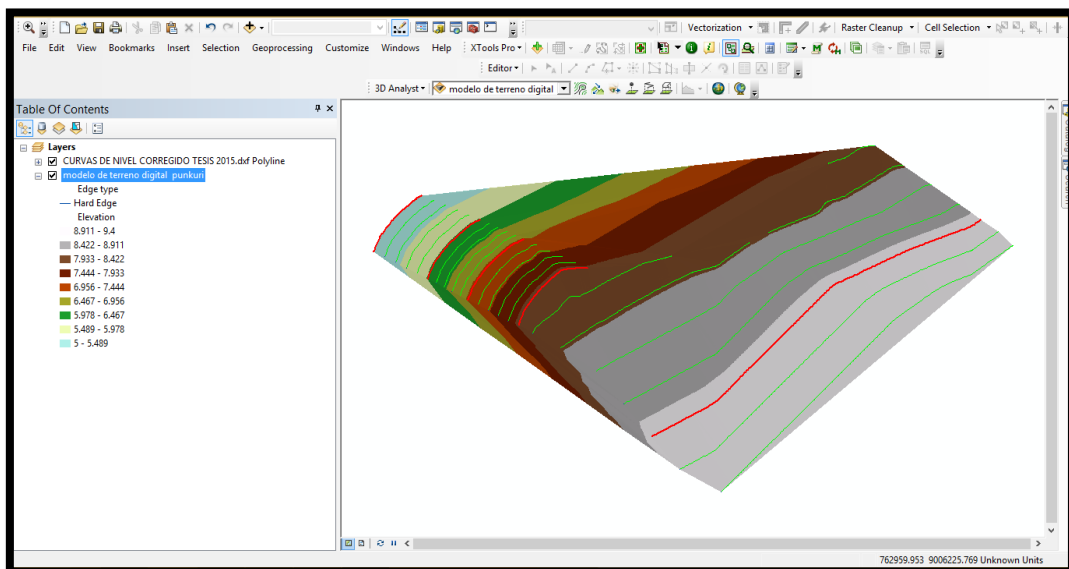 Vectorization
Raster Cleanup
Cell Selection
File Edit View Bookmarks Insert Selection Geoprocessing Customize Windows Help XTools Pro
Editor
3D Analyst modelo de terreno digital
Table Of Contents
Layers
CURVAS DE NIVEL CORREGIDO TESIS 2015.dxf Polyline
modelo de terreno digital punkuri
Edge type
Hard Edge
Elevation
8.911 - 9.4
8.422 - 8.911
7.933 - 8.422
7.444 - 7.933
6.956 - 7.444
6.467 - 6.956
5.978 - 6.467
5.489 - 5.978
5 - 5.489
762959.953 9006225.769 Unknown Units